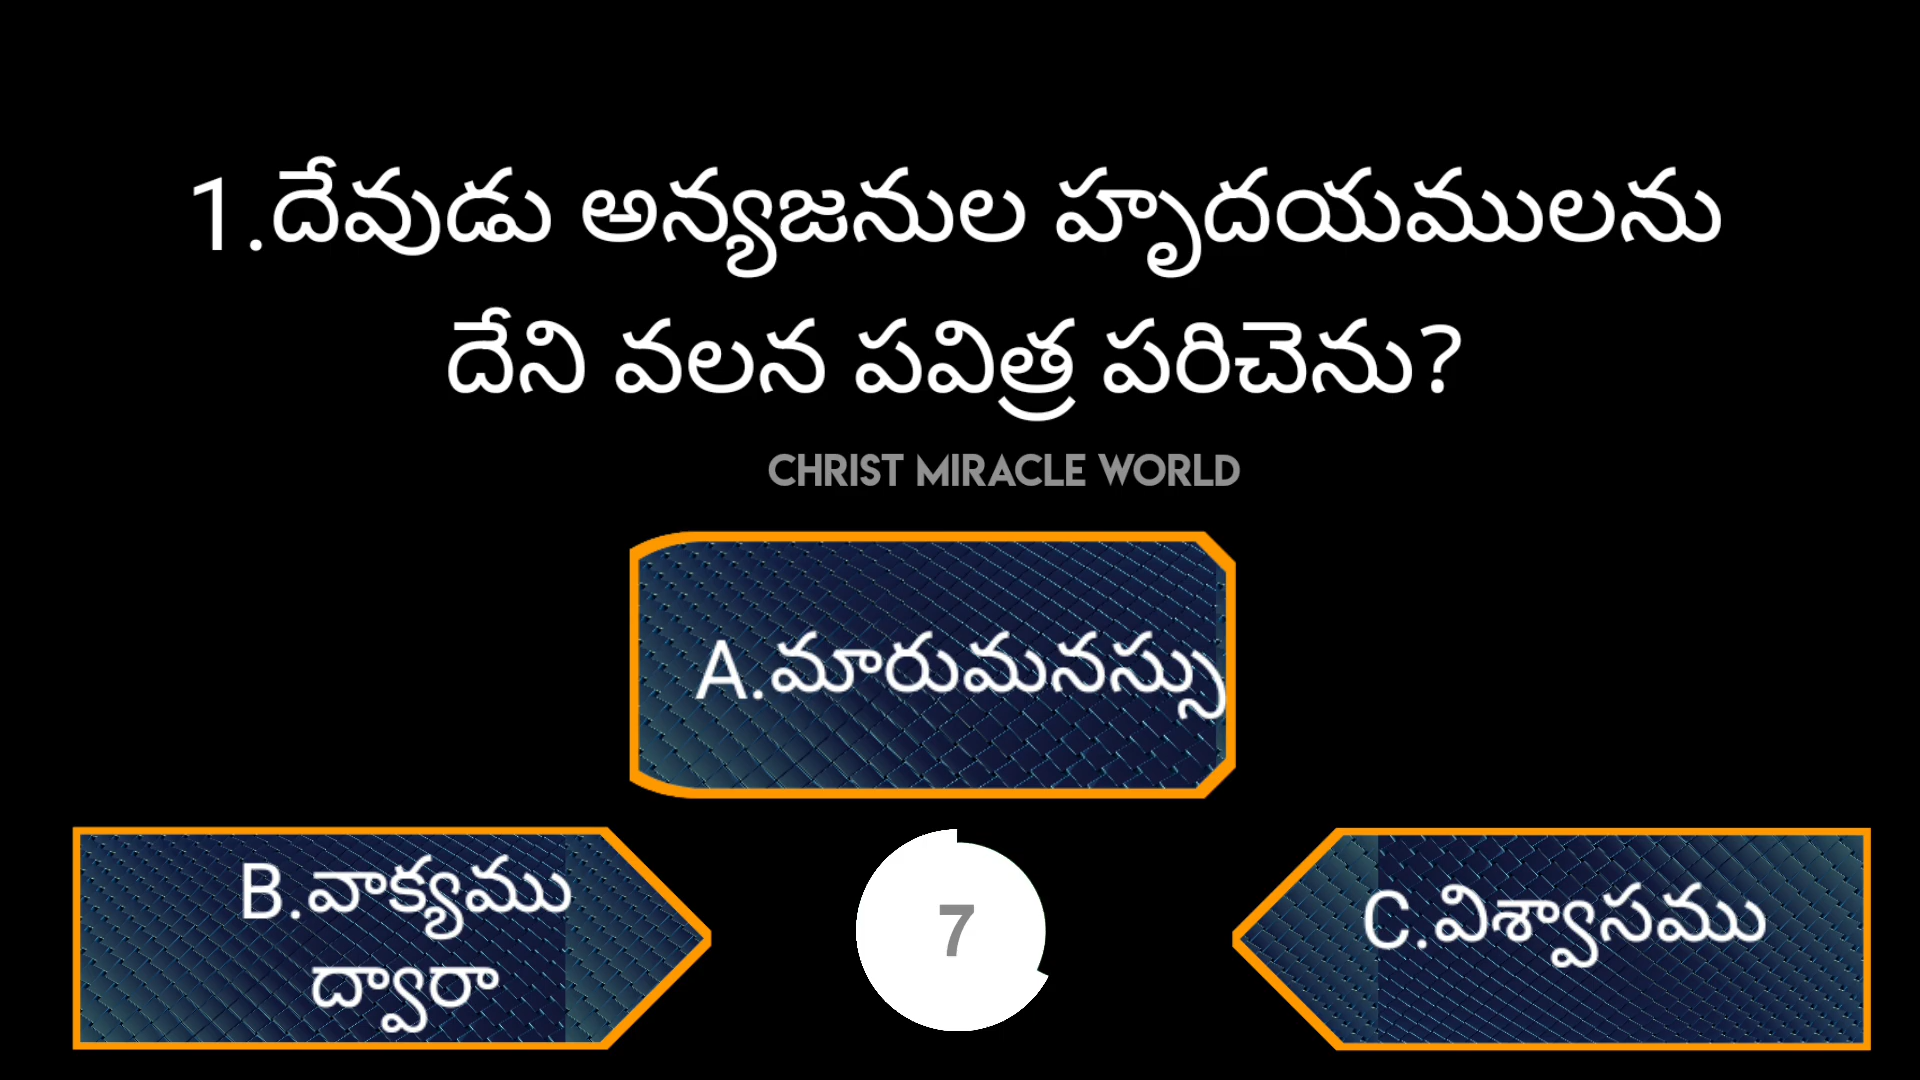 1.దేవుడు అన్యజనుల హృదయములను
దేని వలన పవిత్ర పరిచెను?
CHRIST MIRACLE WORLD
A.మారుమనస్సు
B.వాక్యము
ద్వారా
7
C.విశ్వాసము